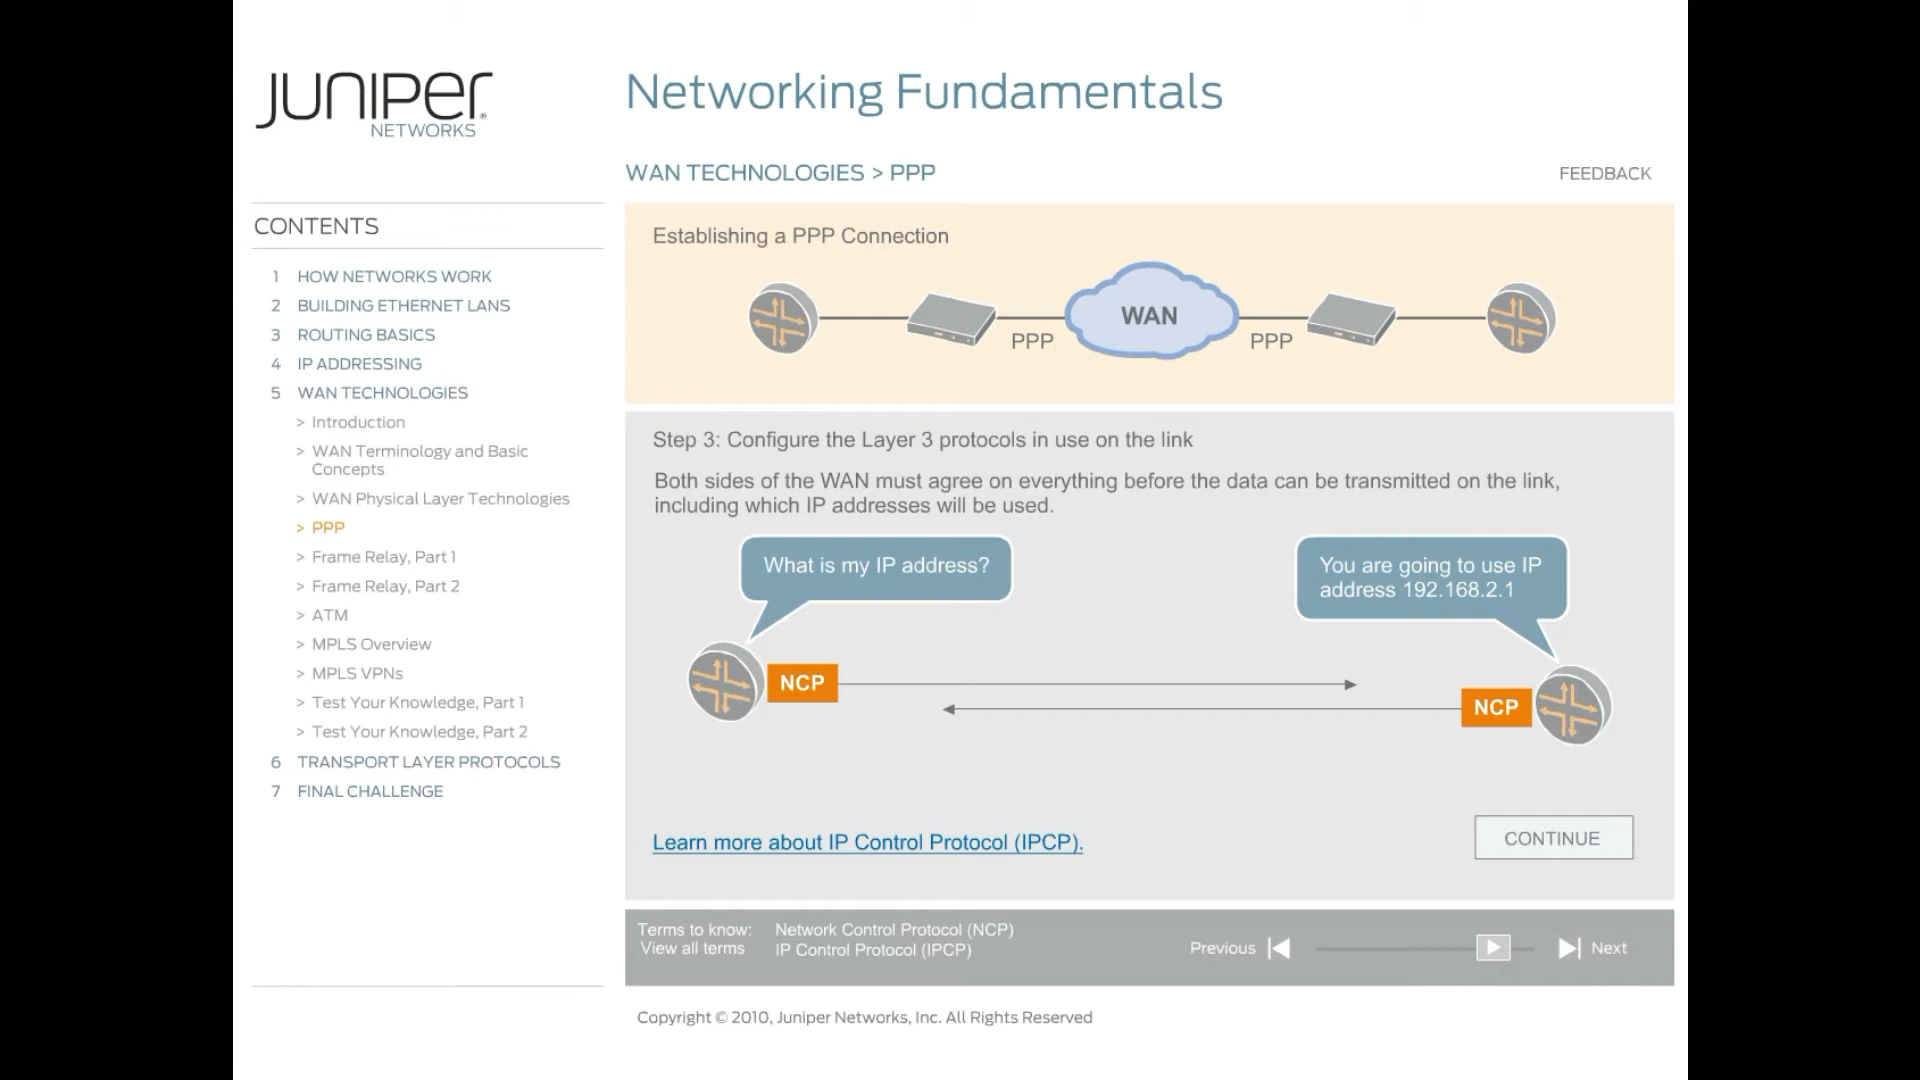 JUNIPER
NETWORKS
Networking Fundamentals
WAN TECHNOLOGIES > PPP
FEEDBACK
CONTENTS
1 HOW NETWORKS WORK
2 BUILDING ETHERNET LANS
3 ROUTING BASICS
4 IP ADDRESSING
5 WAN TECHNOLOGIES
> Introduction
> WAN Terminology and Basic
Concepts
> WAN Physical Layer Technologies
> PPP
> Frame Relay, Part 1
> Frame Relay, Part 2
> ATM
> MPLS Overview
> MPLS VPNs
> Test Your Knowledge, Part 1
> Test Your Knowledge, Part 2
6 TRANSPORT LAYER PROTOCOLS
7 FINAL CHALLENGE
Establishing a PPP Connection
WAN
PPP
PPP
Step 3: Configure the Layer 3 protocols in use on the link
Both sides of the WAN must agree on everything before the data can be transmitted on the link,
including which IP addresses will be used.
What is my IP address?
You are going to use IP
address 192.168.2.1
NCP
NCP
Learn more about IP Control Protocol (IPCP).
CONTINUE
Terms to know: Network Control Protocol (NCP)
View all terms IP Control Protocol (IPCP)
Previous
Next
Copyright © 2010, Juniper Networks, Inc. All Rights Reserved